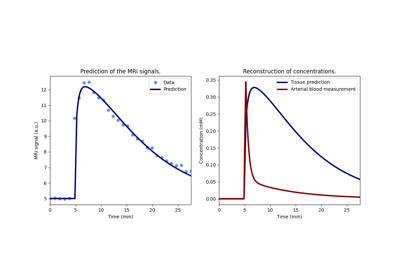 Prediction of the MRI signals.
Data
Prediction
MRI signal (a.u.)
12
11
10
9
8
7
6
5
0
5
10
15
20
25
Time (min)
Reconstruction of concentrations.
Tissue prediction
Arterial blood measurement
Concentration (mM)
0.35
0.30
0.25
0.20
0.15
0.10
0.05
0.00
0
5
10
15
20
25
Time (min)